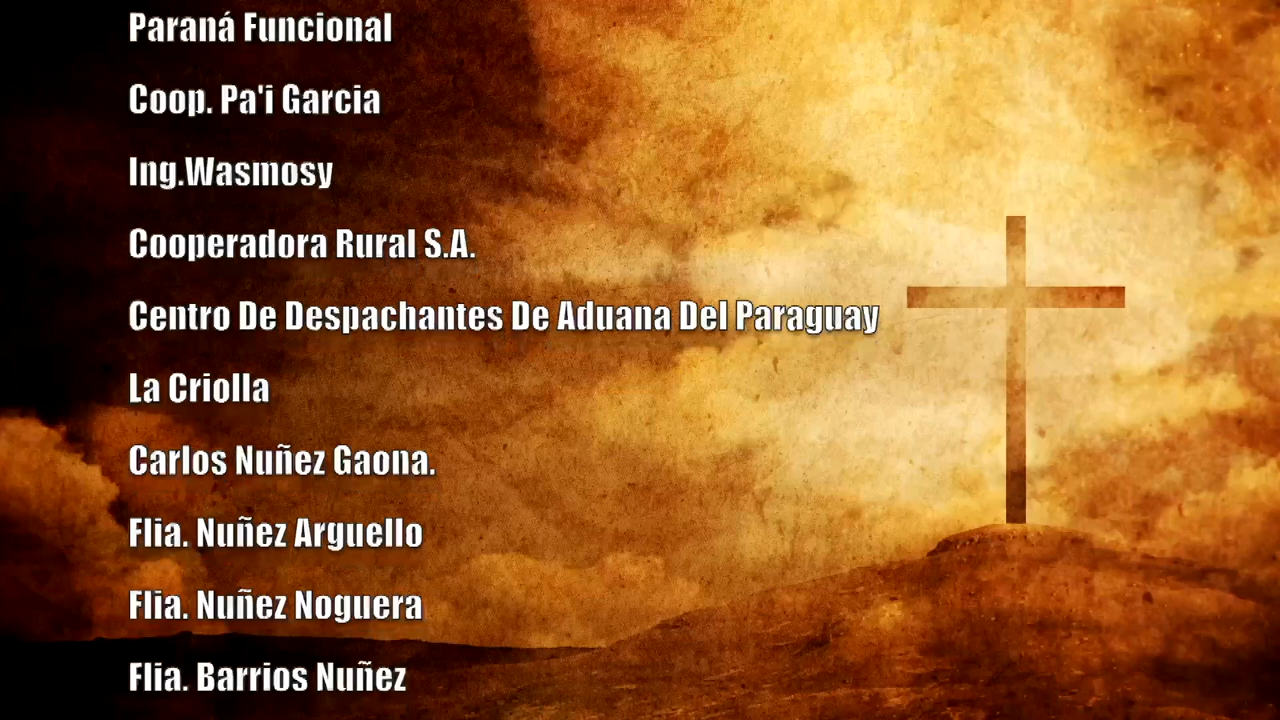 Paraná Funcional
Coop. Pa'i Garcia
Ing.Wasmosy
Cooperadora Rural S.A.
Centro De Despachantes De Aduana Del Paraguay
La Criolla
Carlos Nuñez Gaona.
Flia. Nuñez Arguello
Flia. Nuñez Noguera
Flia. Barrios Nuñez